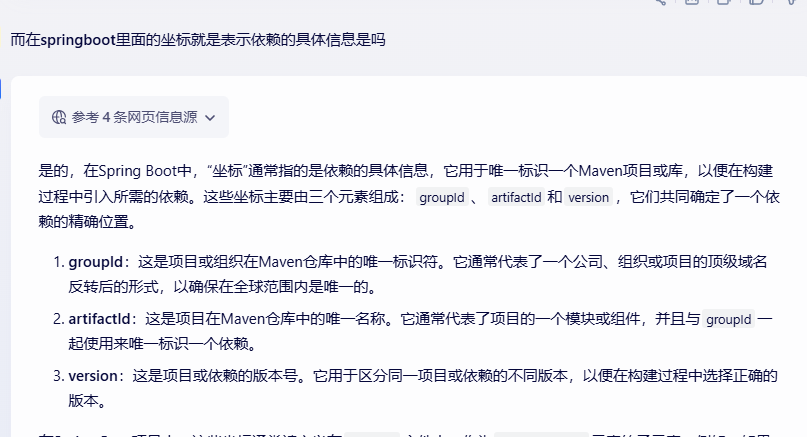 而在springboot里面的坐标就是表示依赖的具体信息是吗
参考 4 条网页信息源
是的，在Spring Boot中，“坐标”通常指的是依赖的具体信息，它用于唯一标识一个Maven项目或库，以便在构建
过程中引入所需的依赖。这些坐标主要由三个元素组成： groupId 、 artifactId 和 version ，它们共同确定了一个依
赖的精确位置。
1. groupId：这是项目或组织在Maven仓库中的唯一标识符。它通常代表了一个公司、组织或项目的顶级域名
反转后的形式，以确保在全球范围内是唯一的。
2. artifactId：这是项目在Maven仓库中的唯一名称。它通常代表了项目的一个模块或组件，并且与 groupId 一
起使用来唯一标识一个依赖。
3. version：这是项目或依赖的版本号。它用于区分同一项目或依赖的不同版本，以便在构建过程中选择正确的
版本。